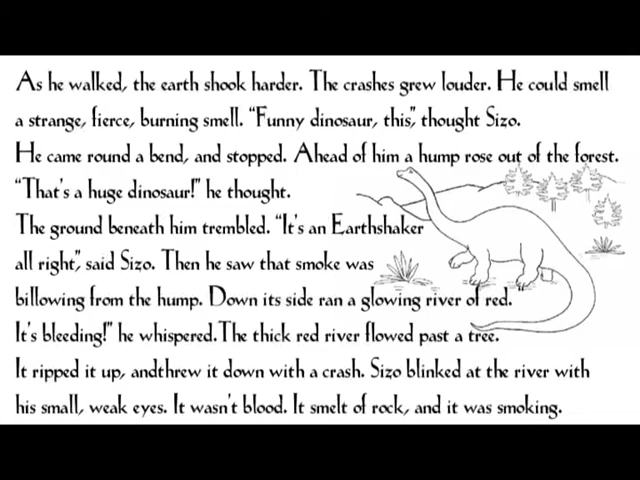 As he walked, the earth shook harder. The crashes grew louder. He could smell
a strange, fierce, burning smell. "Funny dinosaur, this", thought Sizo.
He came round a bend, and stopped. Ahead of him a hump rose out of the forest.
"That's a huge dinosaur!" he thought.
The ground beneath him trembled. "It's an Earthshaker
all right", said Sizo. Then he saw that smoke was
billowing from the hump. Down its side ran a glowing river of red.
It's bleeding!" he whispered.The thick red river flowed past a tree.
It ripped it up, andthrew it down with a crash. Sizo blinked at the river with
his small, weak eyes. It wasn't blood. It smelt of rock, and it was smoking.